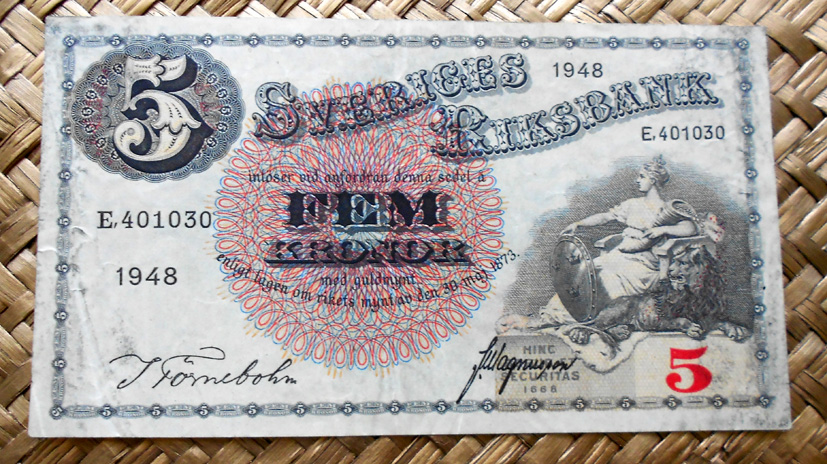 5
SVERIGES
RIKSBANK
1948
E,401030
inlöser vid anfordran denna sedel å
FEM
KRONOR
med guldmynt
enligt lagen om rikets mynt av den 30 maj 1873.
E,401030
1948
J Törnebohm
HINC
SECURITAS
1668
5